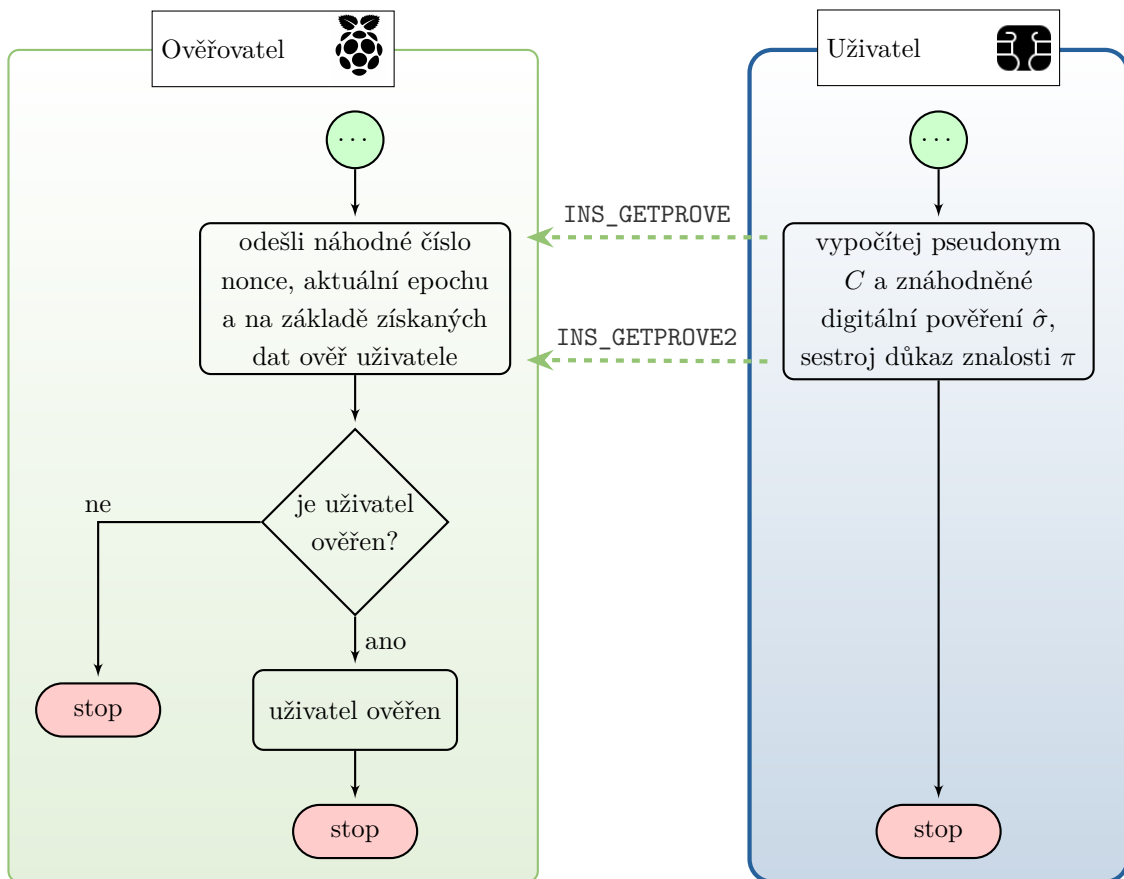 Ověřovatel
Uživatel
···
···
INS_GETPROVE
odešli náhodné číslo
nonce, aktuální epochu
a na základě získaných
dat ověř uživatele
vypočítej pseudonym
C a znáhodněné
digitální pověření σ̂,
sestroj důkaz znalosti π
INS_GETPROVE2
je uživatel
ověřen?
ne
ano
stop
uživatel ověřen
stop
stop